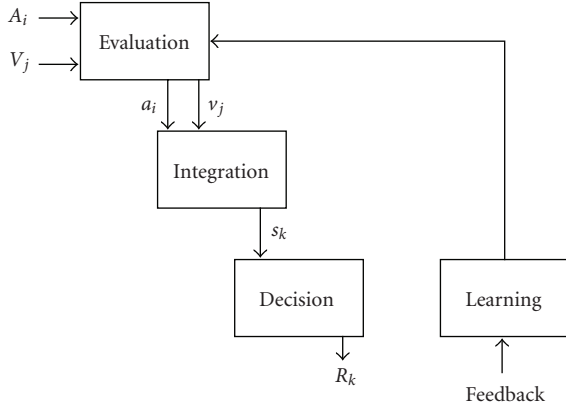 A_i
Evaluation
V_j
a_i
v_j
Integration
s_k
Decision
Learning
R_k
Feedback